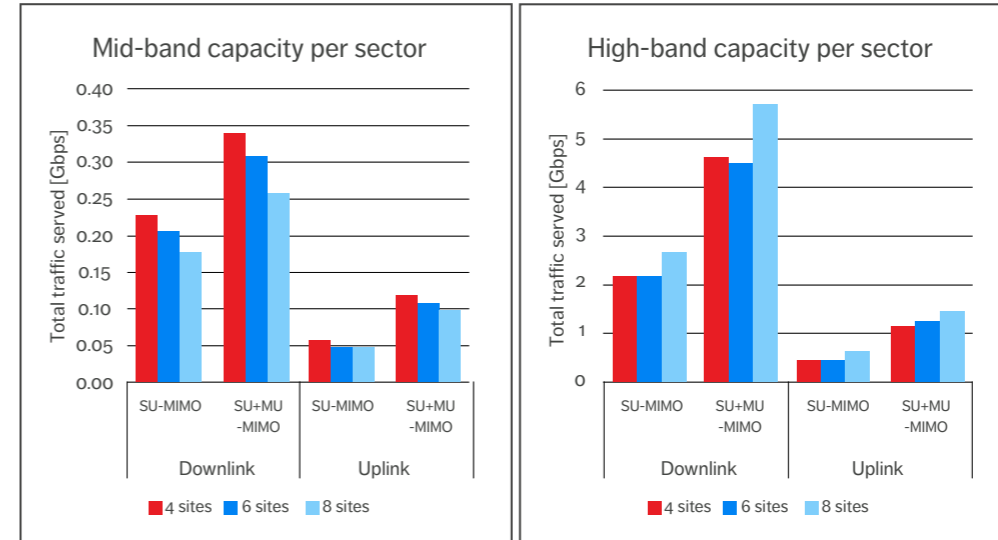 Mid-band capacity per sector
Total traffic served [Gbps]
0.40
0.35
0.30
0.25
0.20
0.15
0.10
0.05
0.00
SU-MIMO
SU+MU
-MIMO
SU-MIMO
SU+MU
-MIMO
Downlink
Uplink
4 sites 6 sites 8 sites
High-band capacity per sector
Total traffic served [Gbps]
6
5
4
3
2
1
0
SU-MIMO
SU+MU
-MIMO
SU-MIMO
SU+MU
-MIMO
Downlink
Uplink
4 sites 6 sites 8 sites